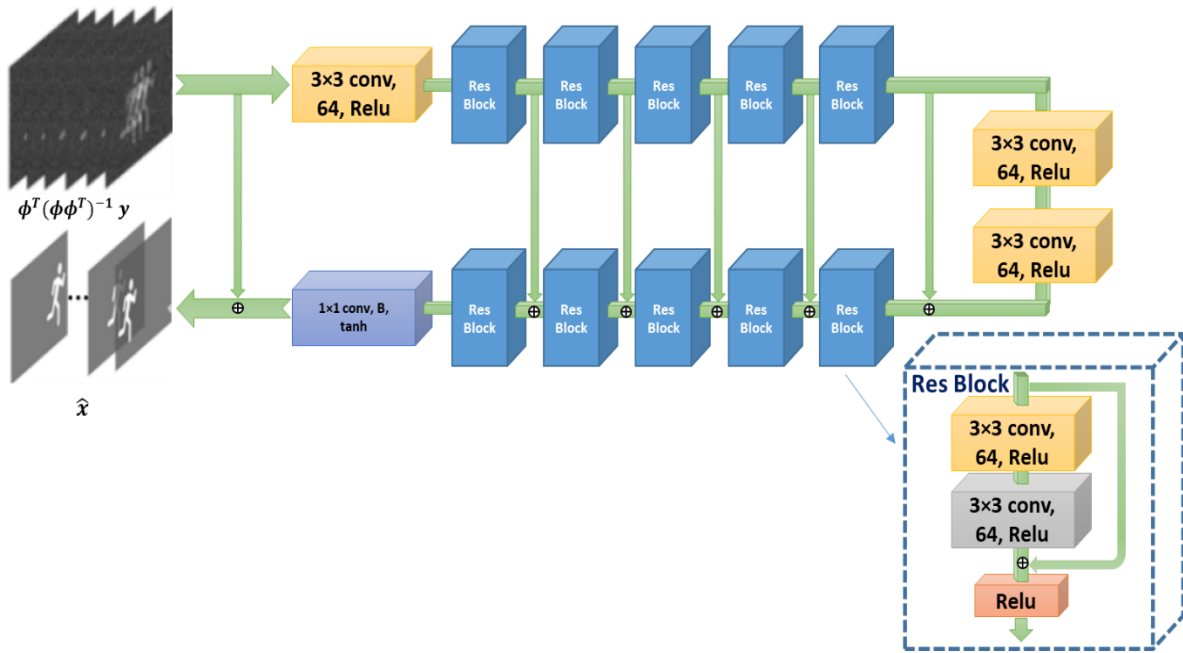 3×3 conv,
64, Relu
Res
Block
Res
Block
Res
Block
Res
Block
Res
Block
3×3 conv,
64, Relu
3×3 conv,
64, Relu
ϕᵀ(ϕϕᵀ)⁻¹ y
1×1 conv, B,
tanh
Res
Block
Res
Block
Res
Block
Res
Block
Res
Block
x̂
Res Block
3×3 conv,
64, Relu
3×3 conv,
64, Relu
Relu